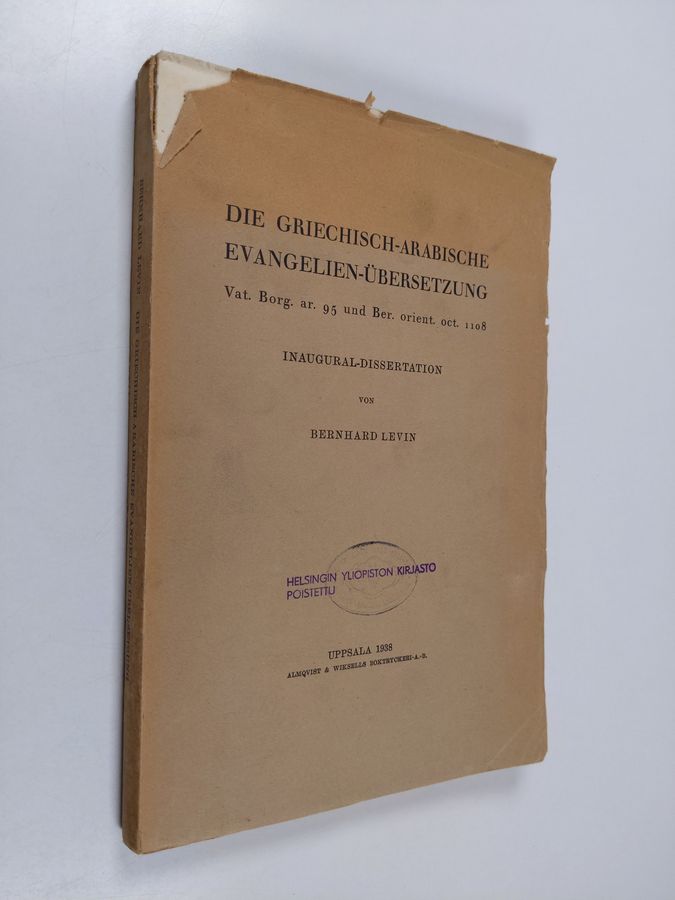 DIE GRIECHISCH-ARABISCHE
EVANGELIEN-ÜBERSETZUNG
Vat. Borg. ar. 95 und Ber. orient. oct. 1108
INAUGURAL-DISSERTATION
VON
BERNHARD LEVIN
HELSINGIN YLIOPISTON KIRJASTO
POISTETTU
UPPSALA 1938
ALMQVIST & WIKSELLS BOKTRYCKERI-A.-B.
BERNHARD LEVIN DIE GRIECHISCH-ARABISCHE EVANGELIEN-ÜBERSETZUNG